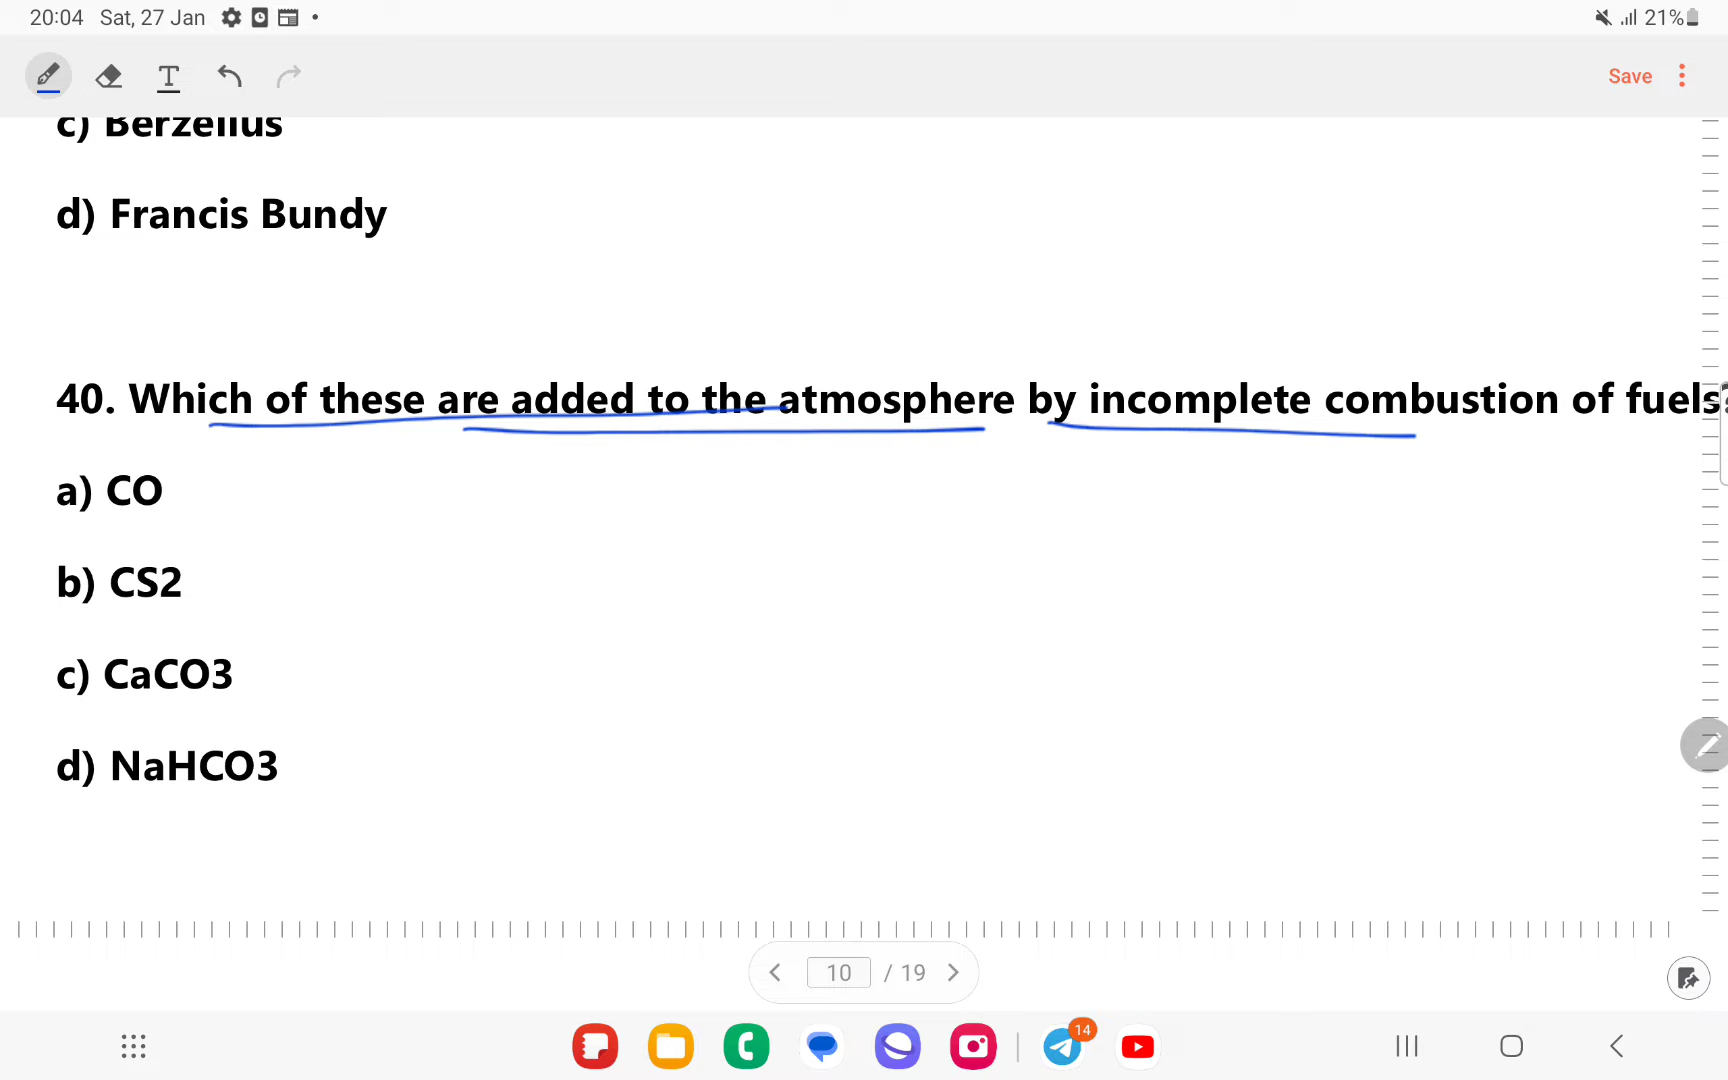 20:04 Sat, 27 Jan
21%
Save
c) Berzelius
d) Francis Bundy
40. Which of these are added to the atmosphere by incomplete combustion of fuels?
a) CO
b) CS2
c) CaCO3
d) NaHCO3
10 / 19
14